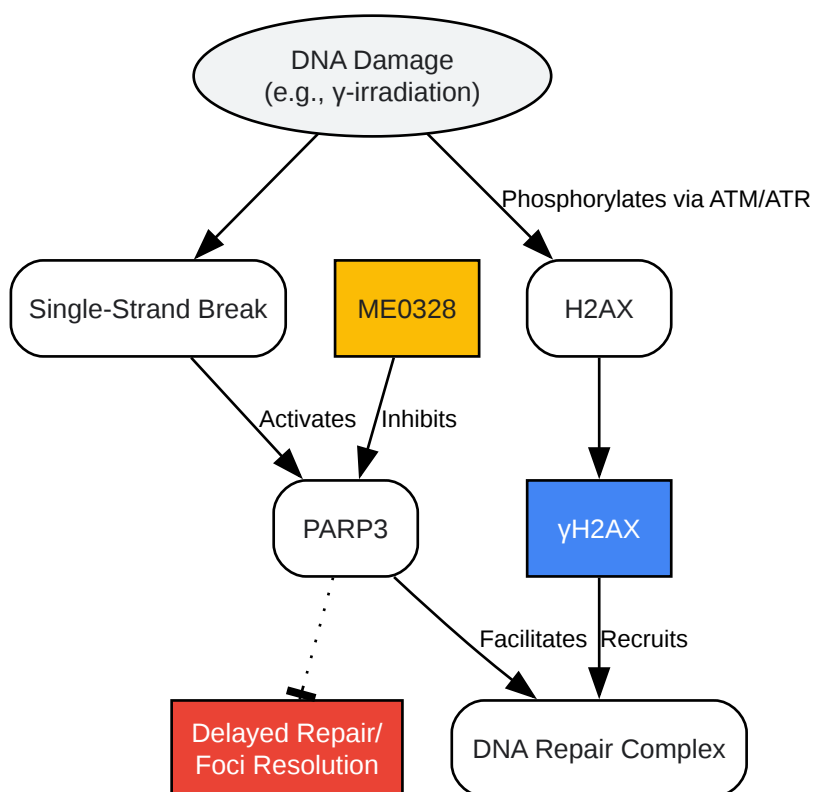 DNA Damage
(e.g., γ-irradiation)
Phosphorylates via ATM/ATR
Single-Strand Break
ME0328
H2AX
Activates
Inhibits
PARP3
γH2AX
Facilitates
Recruits
Delayed Repair/
Foci Resolution
DNA Repair Complex